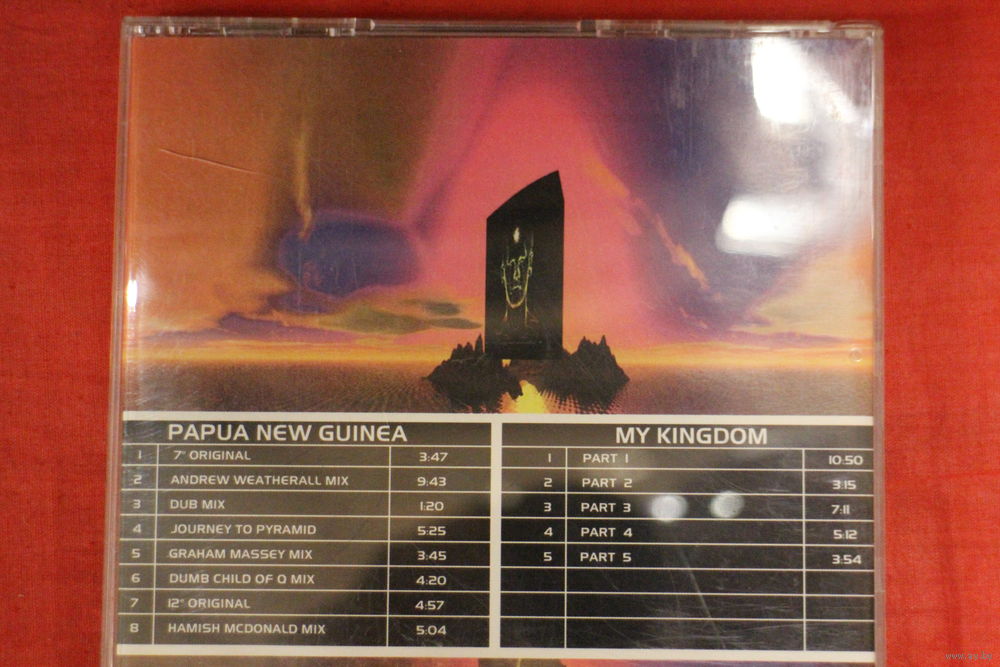 PAPUA NEW GUINEA
1 7" ORIGINAL 3:47
2 ANDREW WEATHERALL MIX 9:43
3 DUB MIX 1:20
4 JOURNEY TO PYRAMID 5:25
5 GRAHAM MASSEY MIX 3:45
6 DUMB CHILD OF Q MIX 4:20
7 12" ORIGINAL 4:57
8 HAMISH MCDONALD MIX 5:04
MY KINGDOM
1 PART 1 10:50
2 PART 2 3:15
3 PART 3 7:11
4 PART 4 5:12
5 PART 5 3:54